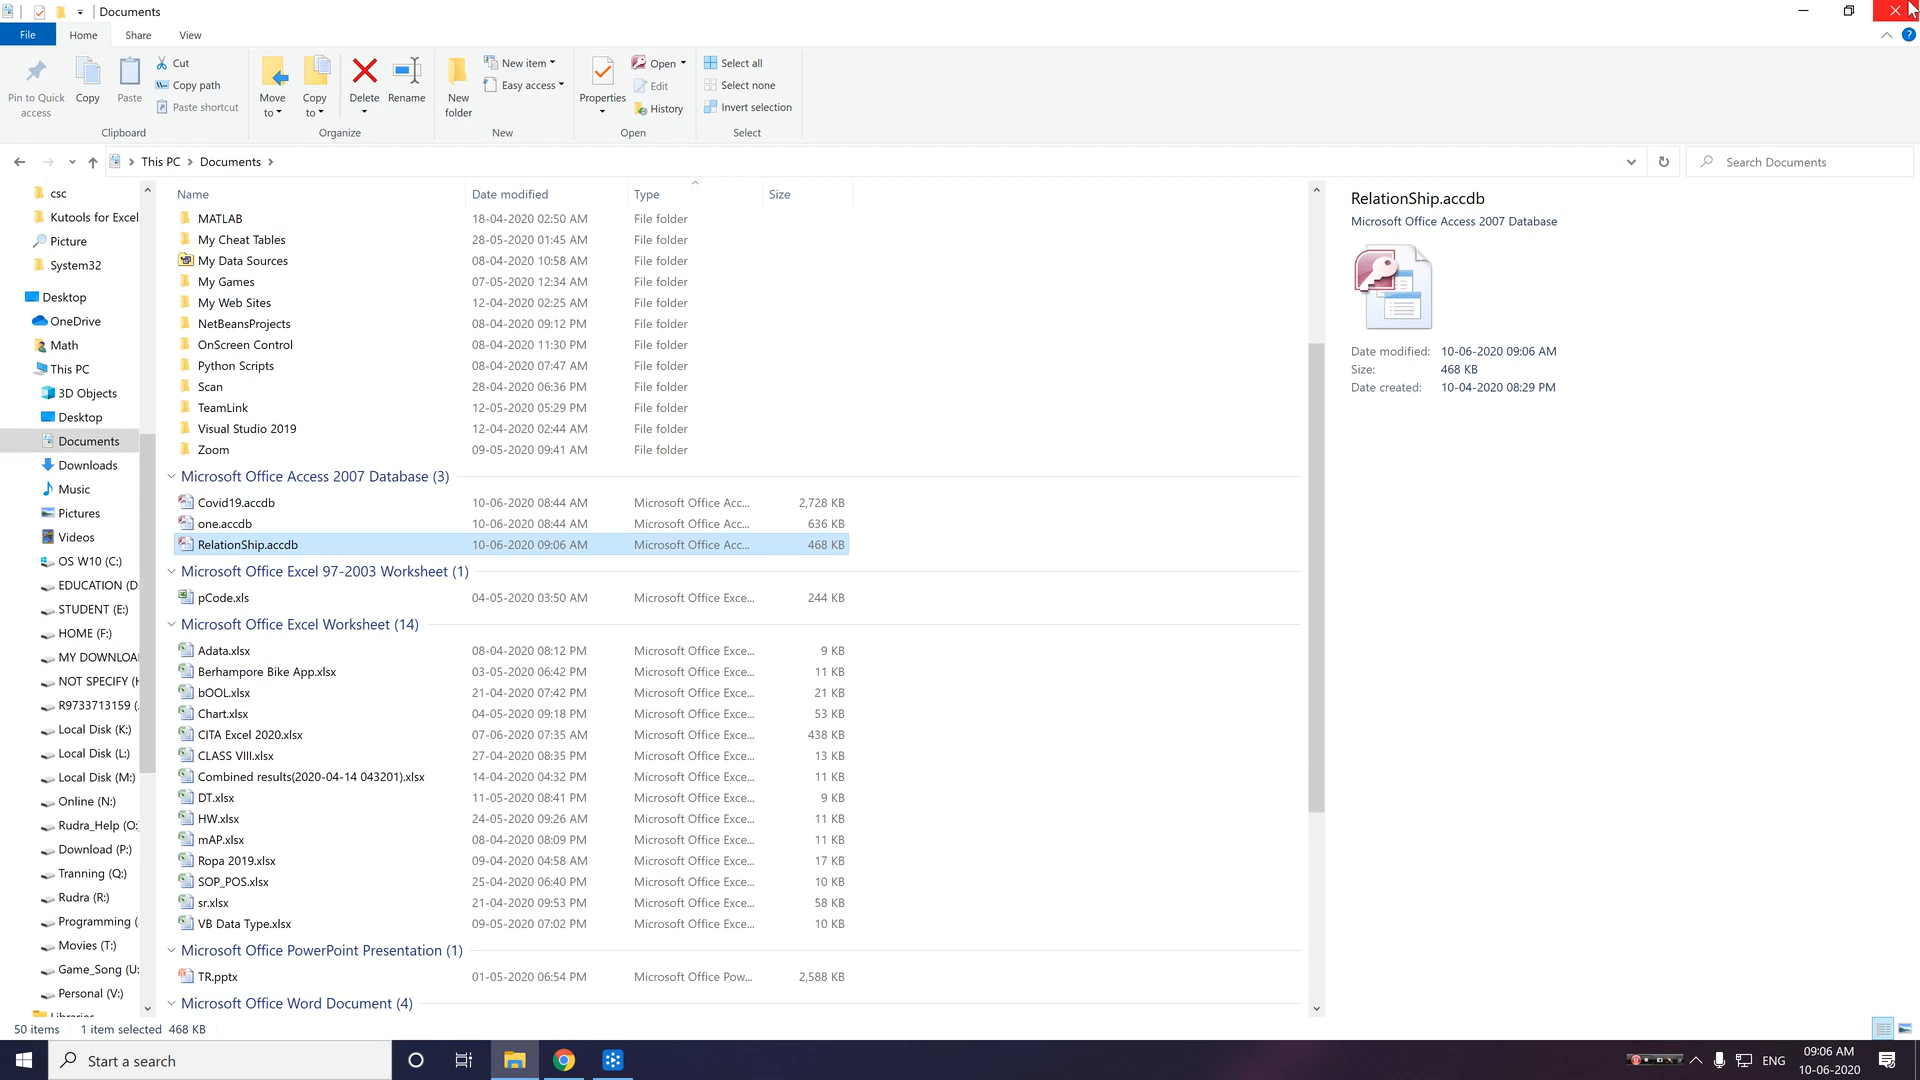 Documents
File
Home
Share
View
Pin to Quick access
Copy
Paste
Cut
Copy path
Paste shortcut
Clipboard
Move to
Copy to
Delete
Rename
Organize
New folder
New item
Easy access
New
Properties
Open
Edit
History
Open
Select all
Select none
Invert selection
Select
This PC
Documents
Search Documents
csc
Kutools for Excel
Picture
System32
Desktop
OneDrive
Math
This PC
3D Objects
Desktop
Documents
Downloads
Music
Pictures
Videos
OS W10 (C:)
EDUCATION (D:
STUDENT (E:)
HOME (F:)
MY DOWNLOA
NOT SPECIFY (H
R9733713159 (
Local Disk (K:)
Local Disk (L:)
Local Disk (M:)
Online (N:)
Rudra_Help (O:
Download (P:)
Tranning (Q:)
Rudra (R:)
Programming (
Movies (T:)
Game_Song (U:
Personal (V:)
Libraries
Name Date modified Type Size
MATLAB 18-04-2020 02:50 AM File folder
My Cheat Tables 28-05-2020 01:45 AM File folder
My Data Sources 08-04-2020 10:58 AM File folder
My Games 07-05-2020 12:34 AM File folder
My Web Sites 12-04-2020 02:25 AM File folder
NetBeansProjects 08-04-2020 09:12 PM File folder
OnScreen Control 08-04-2020 11:30 PM File folder
Python Scripts 08-04-2020 07:47 AM File folder
Scan 28-04-2020 06:36 PM File folder
TeamLink 12-05-2020 05:29 PM File folder
Visual Studio 2019 12-04-2020 02:44 AM File folder
Zoom 09-05-2020 09:41 AM File folder
Microsoft Office Access 2007 Database (3)
Covid19.accdb 10-06-2020 08:44 AM Microsoft Office Acc... 2,728 KB
one.accdb 10-06-2020 08:44 AM Microsoft Office Acc... 636 KB
RelationShip.accdb 10-06-2020 09:06 AM Microsoft Office Acc... 468 KB
Microsoft Office Excel 97-2003 Worksheet (1)
pCode.xls 04-05-2020 03:50 AM Microsoft Office Exce... 244 KB
Microsoft Office Excel Worksheet (14)
Adata.xlsx 08-04-2020 08:12 PM Microsoft Office Exce... 9 KB
Berhampore Bike App.xlsx 03-05-2020 06:42 PM Microsoft Office Exce... 11 KB
bOOL.xlsx 21-04-2020 07:42 PM Microsoft Office Exce... 21 KB
Chart.xlsx 04-05-2020 09:18 PM Microsoft Office Exce... 53 KB
CITA Excel 2020.xlsx 07-06-2020 07:35 AM Microsoft Office Exce... 438 KB
CLASS VIII.xlsx 27-04-2020 08:35 PM Microsoft Office Exce... 13 KB
Combined results(2020-04-14 043201).xlsx 14-04-2020 04:32 PM Microsoft Office Exce... 11 KB
DT.xlsx 11-05-2020 08:41 PM Microsoft Office Exce... 9 KB
HW.xlsx 24-05-2020 09:26 AM Microsoft Office Exce... 11 KB
mAP.xlsx 08-04-2020 08:09 PM Microsoft Office Exce... 11 KB
Ropa 2019.xlsx 09-04-2020 04:58 AM Microsoft Office Exce... 17 KB
SOP_POS.xlsx 25-04-2020 06:40 PM Microsoft Office Exce... 10 KB
sr.xlsx 21-04-2020 09:53 PM Microsoft Office Exce... 58 KB
VB Data Type.xlsx 09-05-2020 07:02 PM Microsoft Office Exce... 10 KB
Microsoft Office PowerPoint Presentation (1)
TR.pptx 01-05-2020 06:54 PM Microsoft Office Pow... 2,588 KB
Microsoft Office Word Document (4)
RelationShip.accdb
Microsoft Office Access 2007 Database
Date modified: 10-06-2020 09:06 AM
Size: 468 KB
Date created: 10-04-2020 08:29 PM
50 items 1 item selected 468 KB
Start a search
ENG
09:06 AM
10-06-2020